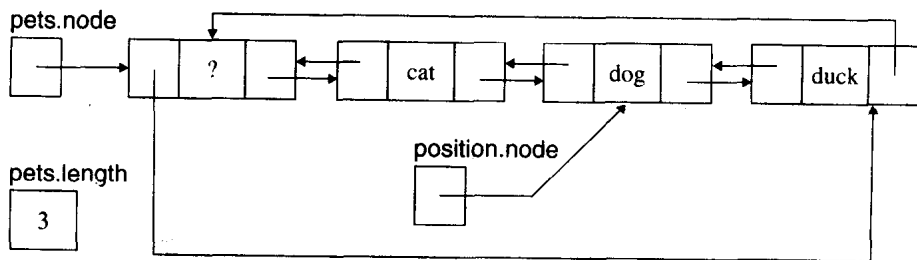 pets.node
?
cat
dog
duck
position.node
pets.length
3